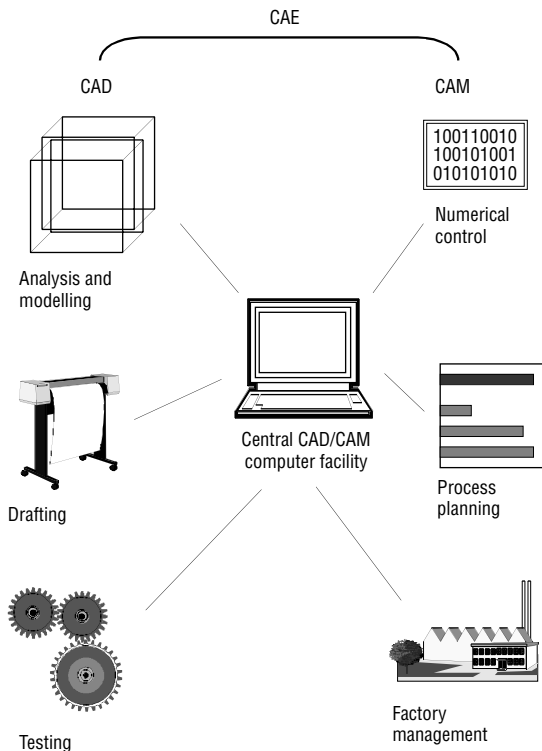 CAE
CAD
CAM
100110010
100101001
010101010
Numerical
control
Analysis and
modelling
Central CAD/CAM
computer facility
Process
planning
Drafting
Factory
management
Testing